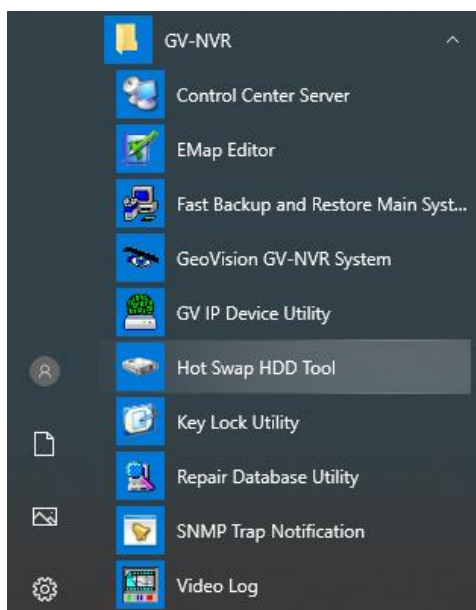 GV-NVR
Control Center Server
EMap Editor
Fast Backup and Restore Main Syst...
GeoVision GV-NVR System
GV IP Device Utility
Hot Swap HDD Tool
Key Lock Utility
Repair Database Utility
SNMP Trap Notification
Video Log